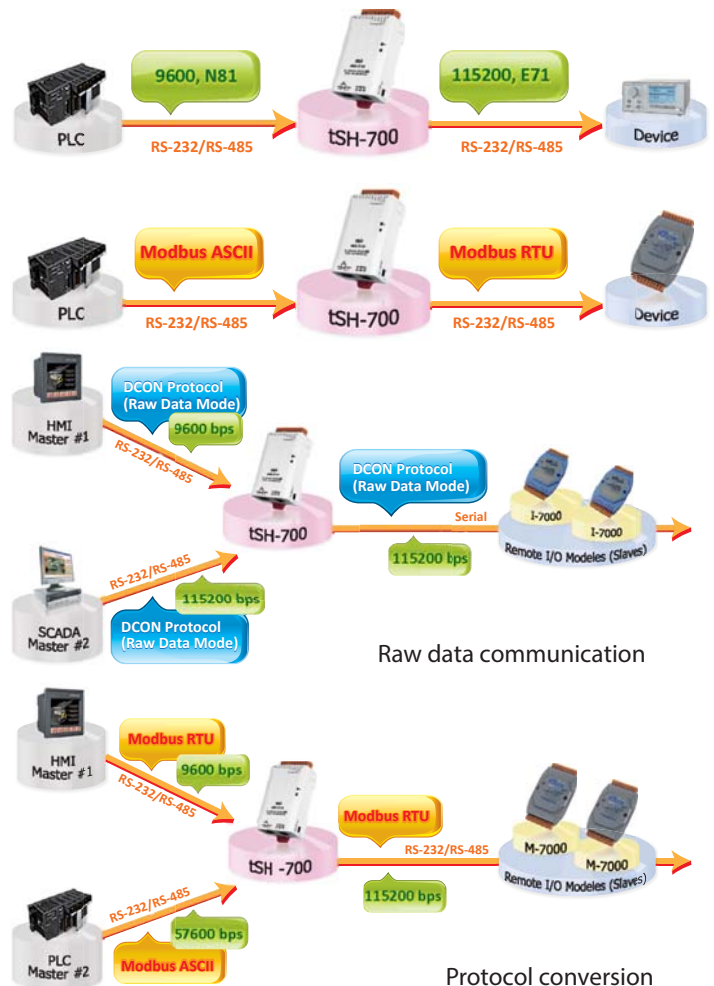 9600, N81
115200, E71
PLC
RS-232/RS-485
tSH-700
RS-232/RS-485
Device
Modbus ASCII
Modbus RTU
PLC
RS-232/RS-485
tSH-700
RS-232/RS-485
Device
HMI
Master #1
DCON Protocol
(Raw Data Mode)
9600 bps
RS-232/RS-485
tSH-700
DCON Protocol
(Raw Data Mode)
Serial
115200 bps
I-7000
I-7000
Remote I/O Modeles (Slaves)
SCADA
Master #2
RS-232/RS-485
115200 bps
DCON Protocol
(Raw Data Mode)
Raw data communication
HMI
Master #1
Modbus RTU
9600 bps
RS-232/RS-485
tSH -700
Modbus RTU
RS-232/RS-485
115200 bps
M-7000
M-7000
Remote I/O Modeles (Slaves)
PLC
Master #2
RS-232/RS-485
57600 bps
Modbus ASCII
Protocol conversion